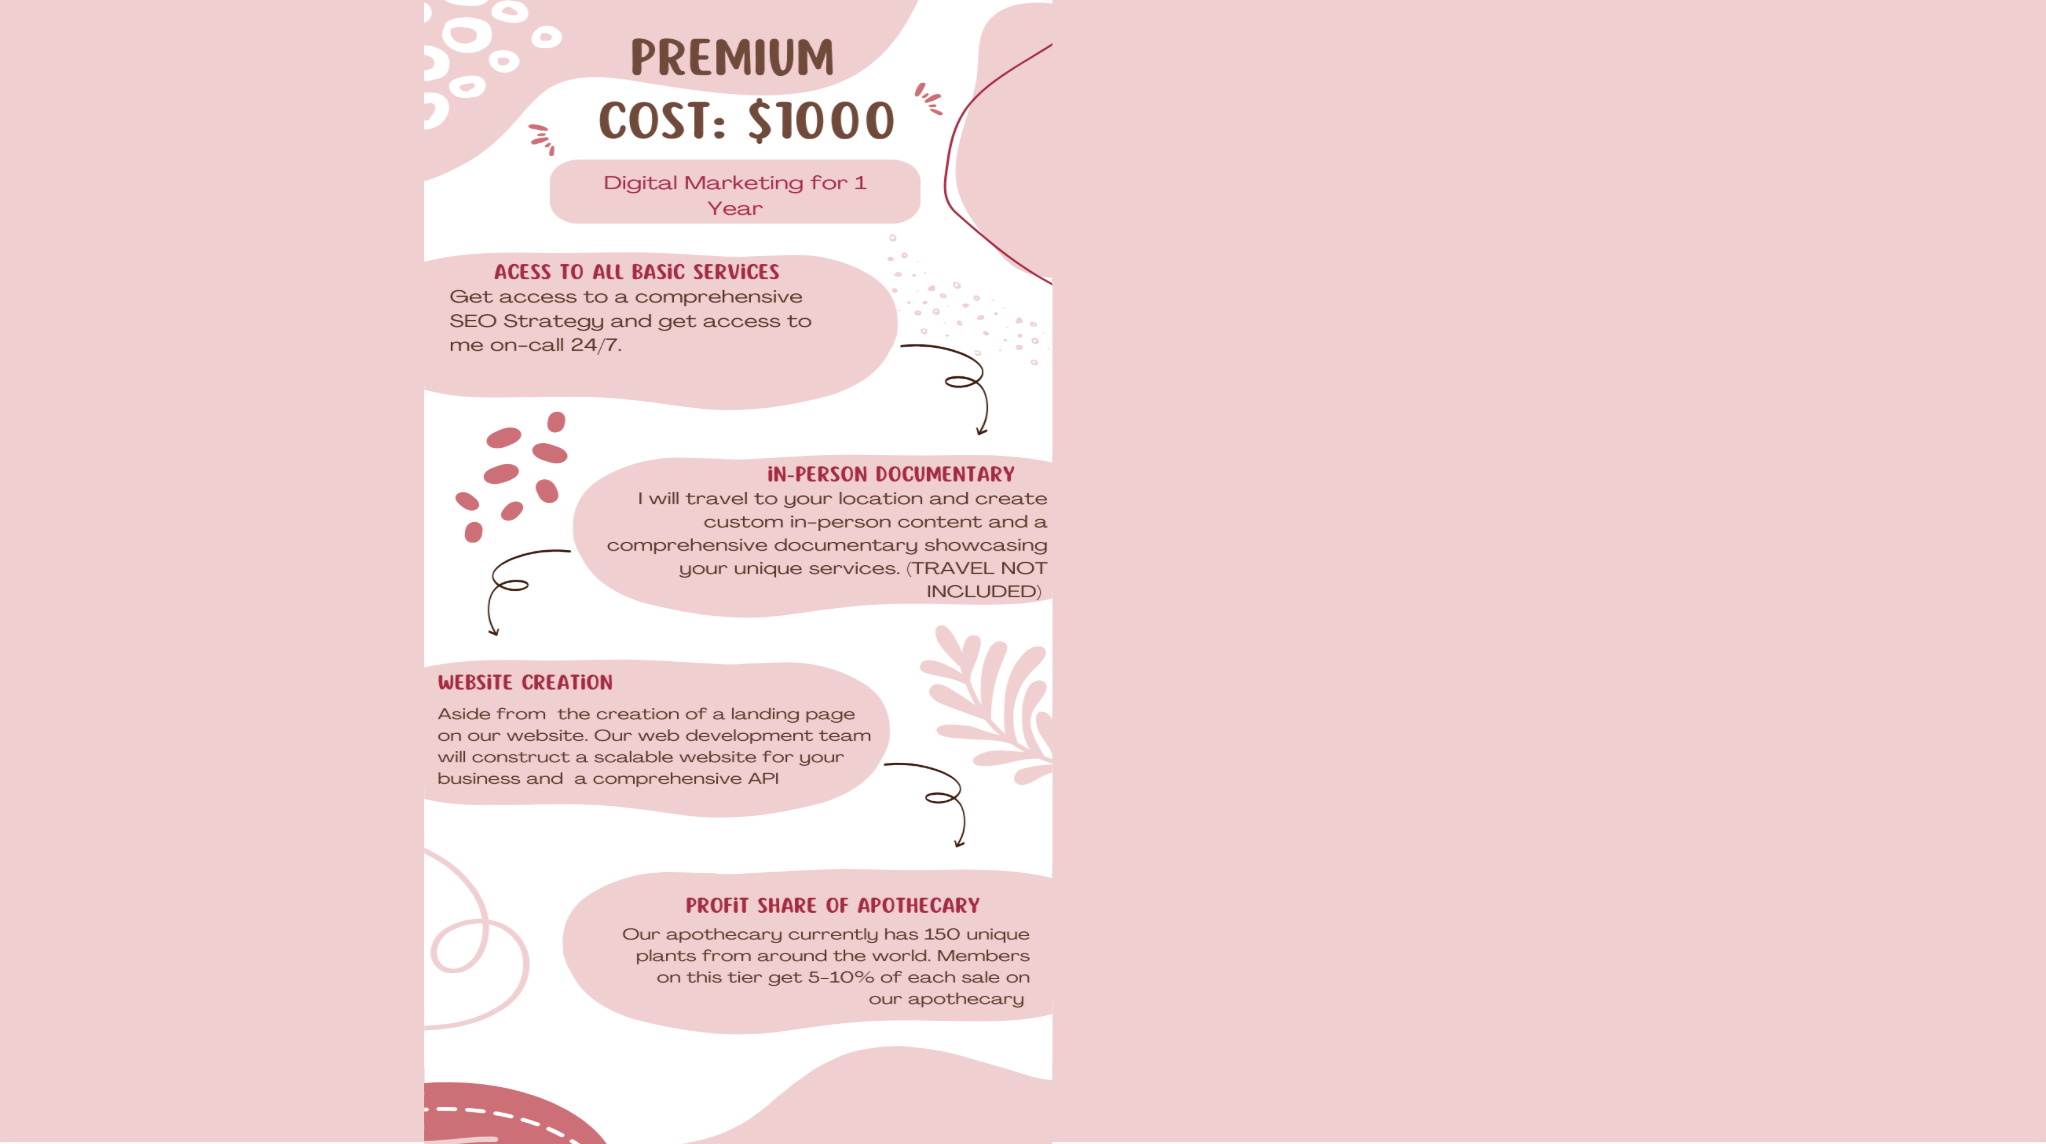 PREMIUM
COST: $1000
Digital Marketing for 1
Year
ACESS TO ALL BASiC SERViCES
Get access to a comprehensive
SEO Strategy and get access to
me on-call 24/7.
iN-PERSON DOCUMENTARY
I will travel to your location and create
custom in-person content and a
comprehensive documentary showcasing
your unique services. (TRAVEL NOT
INCLUDED)
WEBSiTE CREATiON
Aside from  the creation of a landing page
on our website. Our web development team
will construct a scalable website for your
business and  a comprehensive API
PROFiT SHARE OF APOTHECARY
Our apothecary currently has 150 unique
plants from around the world. Members
on this tier get 5-10% of each sale on
our apothecary